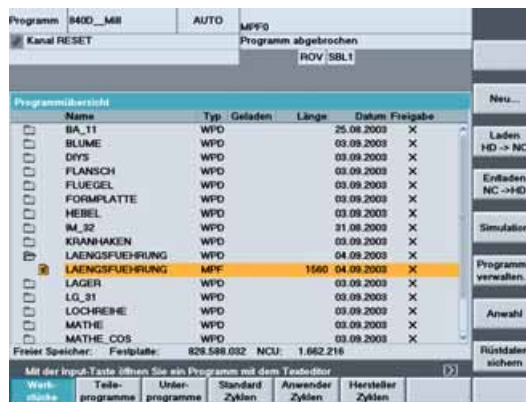 Programm 840D__Mill AUTO MPF0
Kanal RESET Programm abgebrochen
ROV SBL1
Programmübersicht
Name Typ Geladen Länge Datum Freigabe
BA_11 WPD 25.08.2003 X
BLUME WPD 03.09.2003 X
DIYS WPD 03.09.2003 X
FLANSCH WPD 03.09.2003 X
FLUEGEL WPD 03.09.2003 X
FORMPLATTE WPD 03.09.2003 X
HEBEL WPD 03.09.2003 X
IM_32 WPD 31.08.2003 X
KRANHAKEN WPD 03.09.2003 X
LAENGSFUEHRUNG WPD 04.09.2003 X
LAENGSFUEHRUNG MPF 1560 04.09.2003 X
LAGER WPD 03.09.2003 X
LG_31 WPD 03.09.2003 X
LOCHREIHE WPD 03.09.2003 X
MATHE WPD 03.09.2003 X
MATHE_COS WPD 03.09.2003 X
Freier Speicher: Festplatte: 828.588.032 NCU: 1.662.216
Mit der Input-Taste öffnen Sie ein Programm mit dem Texteditor
Werk-
stücke
Teile-
programme
Unter-
programme
Standard
Zyklen
Anwender
Zyklen
Hersteller
Zyklen
Neu...
Laden
HD -> NC
Entladen
NC ->HD
Simulation
Programm
verwalten...
Anwahl
Rüstdaten
sichern